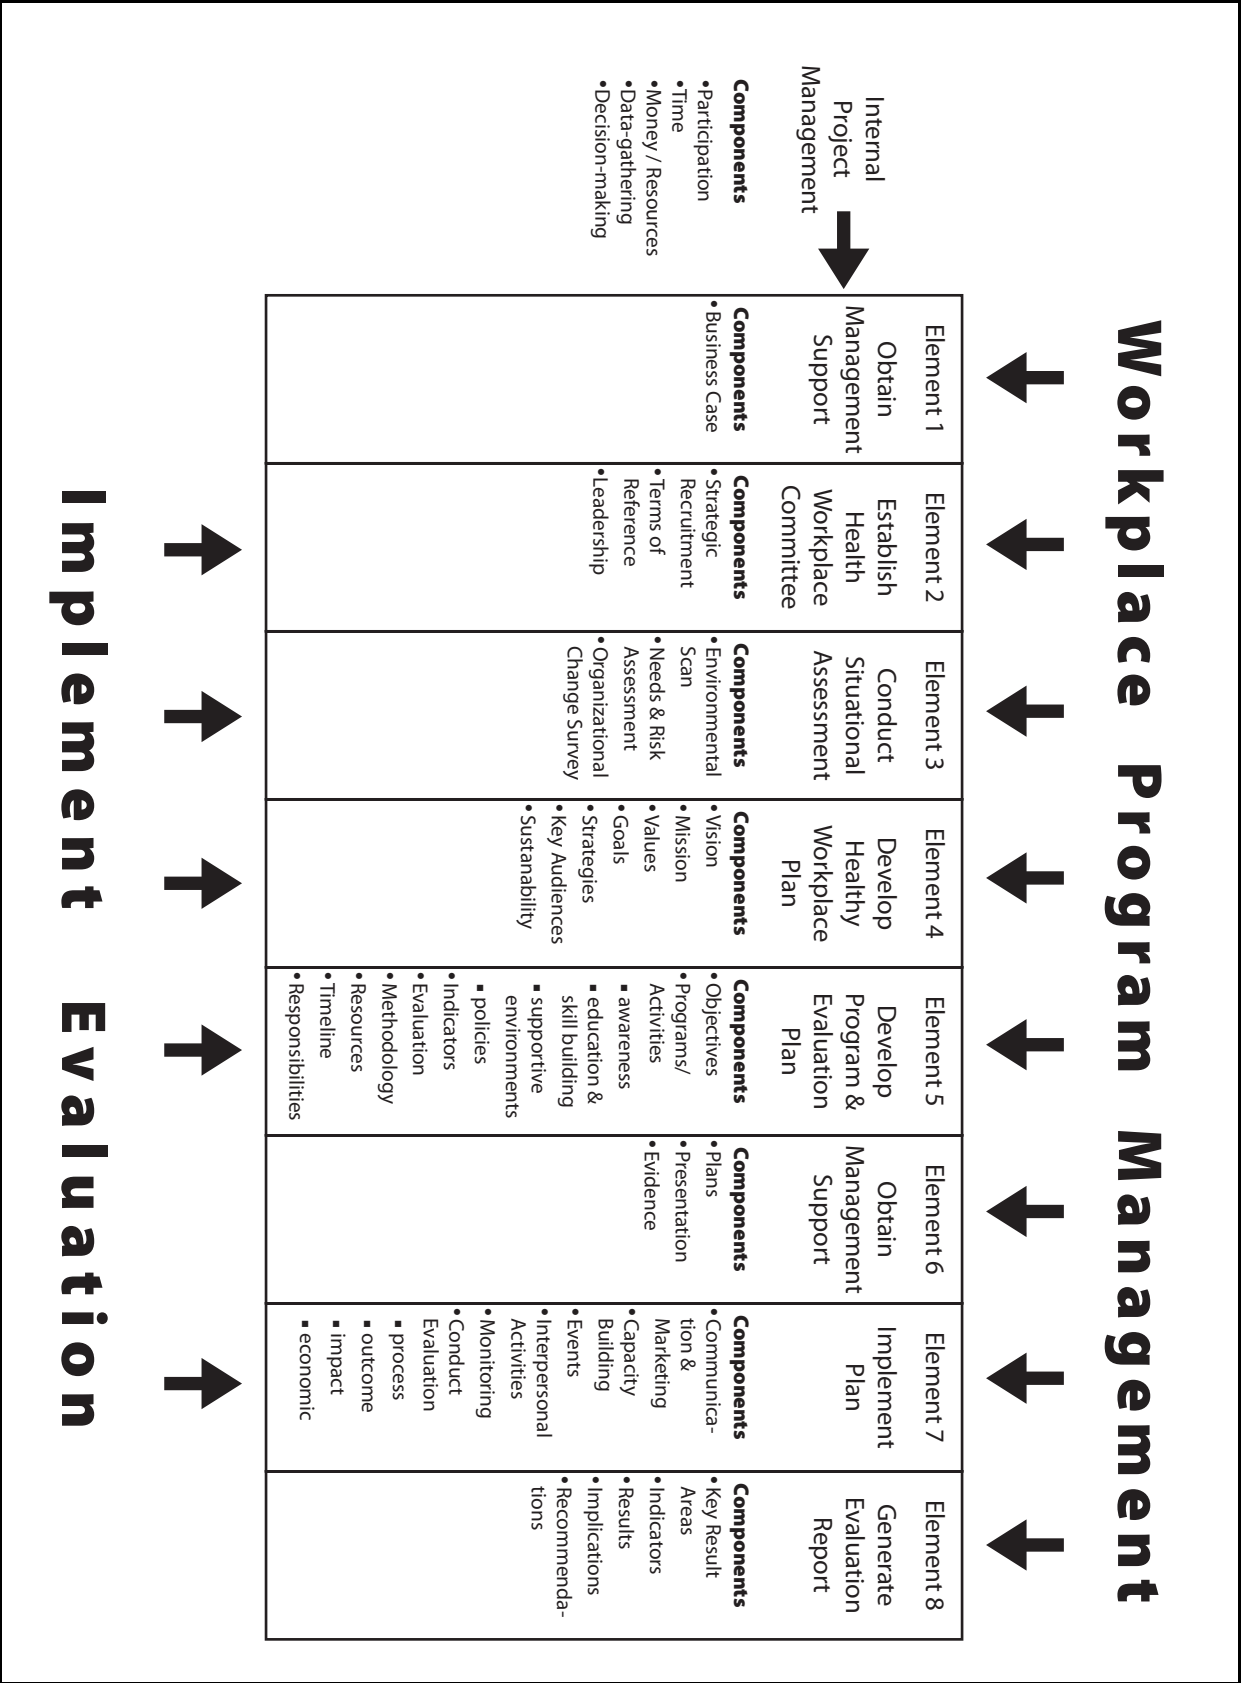 Workplace Program Management
Internal
Project
Management
Components
•Participation
•Time
•Money / Resources
•Data-gathering
•Decision-making
Element 1
Obtain
Management
Support
Components
•Business Case
Element 2
Establish
Health
Workplace
Committee
Components
•Strategic
Recruitment
•Terms of
Reference
•Leadership
Element 3
Conduct
Situational
Assessment
Components
•Environmental
Scan
•Needs & Risk
Assessment
•Organizational
Change Survey
Element 4
Develop
Healthy
Workplace
Plan
Components
•Vision
•Mission
•Values
•Goals
•Strategies
•Key Audiences
•Sustanability
Element 5
Develop
Program &
Evaluation
Plan
Components
•Objectives
•Programs/
Activities
▪ awareness
▪ education &
skill building
▪ supportive
environments
▪ policies
•Indicators
•Evaluation
•Methodology
•Resources
•Timeline
•Responsibilities
Element 6
Obtain
Management
Support
Components
•Plans
•Presentation
•Evidence
Element 7
Implement
Plan
Components
•Communica-
tion &
Marketing
•Capacity
Building
•Events
•Interpersonal
Activities
•Monitoring
•Conduct
Evaluation
▪ process
▪ outcome
▪ impact
▪ economic
Element 8
Generate
Evaluation
Report
Components
•Key Result
Areas
•Indicators
•Results
•Implications
•Recommenda-
tions
Implement Evaluation